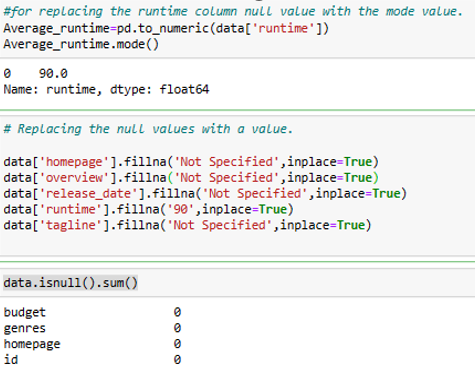 #for replacing the runtime column null value with the mode value.
Average_runtime=pd.to_numeric(data['runtime'])
Average_runtime.mode()
0    90.0
Name: runtime, dtype: float64
# Replacing the null values with a value.
data['homepage'].fillna('Not Specified',inplace=True)
data['overview'].fillna('Not Specified',inplace=True)
data['release_date'].fillna('Not Specified',inplace=True)
data['runtime'].fillna('90',inplace=True)
data['tagline'].fillna('Not Specified',inplace=True)
data.isnull().sum()
budget    0
genres    0
homepage    0
id    0